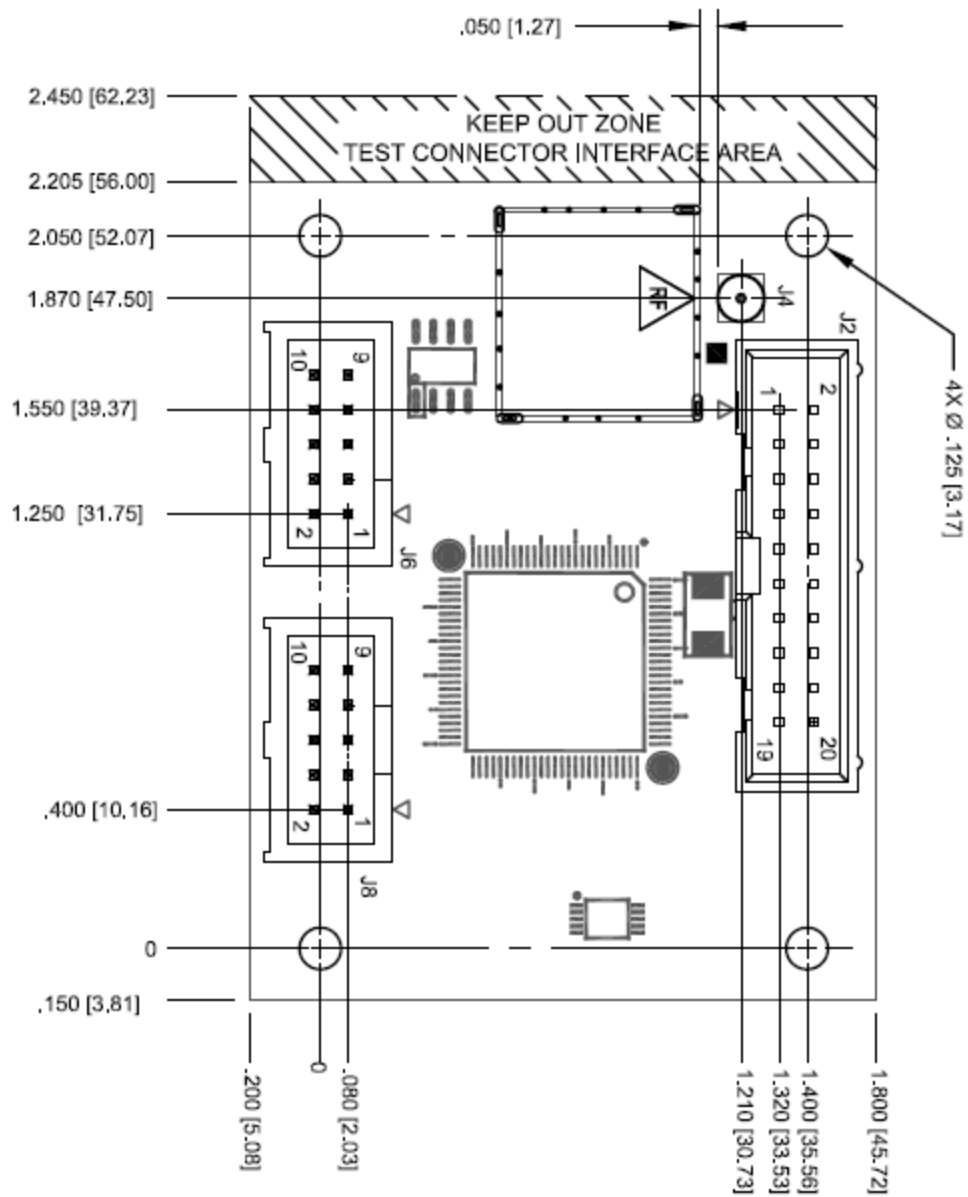 .050 [1.27]
2.450 [62.23]
KEEP OUT ZONE
TEST CONNECTOR INTERFACE AREA
2.205 [56.00]
2.050 [52.07]
1.870 [47.50]
RF
J4
J2
4X Ø .125 [3.17]
10 9
1 2
1.550 [39.37]
1.250 [31.75]
2 1
J6
10 9
19 20
.400 [10.16]
2 1
J8
0
.150 [3.81]
.200 [5.08]
0
.080 [2.03]
1.210 [30.73]
1.320 [33.53]
1.400 [35.56]
1.800 [45.72]